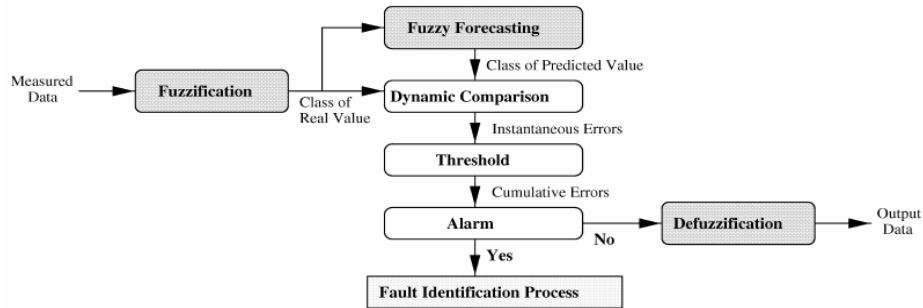 Fuzzy Forecasting
Class of Predicted Value
Measured
Data
Fuzzification
Class of
Real Value
Dynamic Comparison
Instantaneous Errors
Threshold
Cumulative Errors
Alarm
No
Defuzzification
Output
Data
Yes
Fault Identification Process